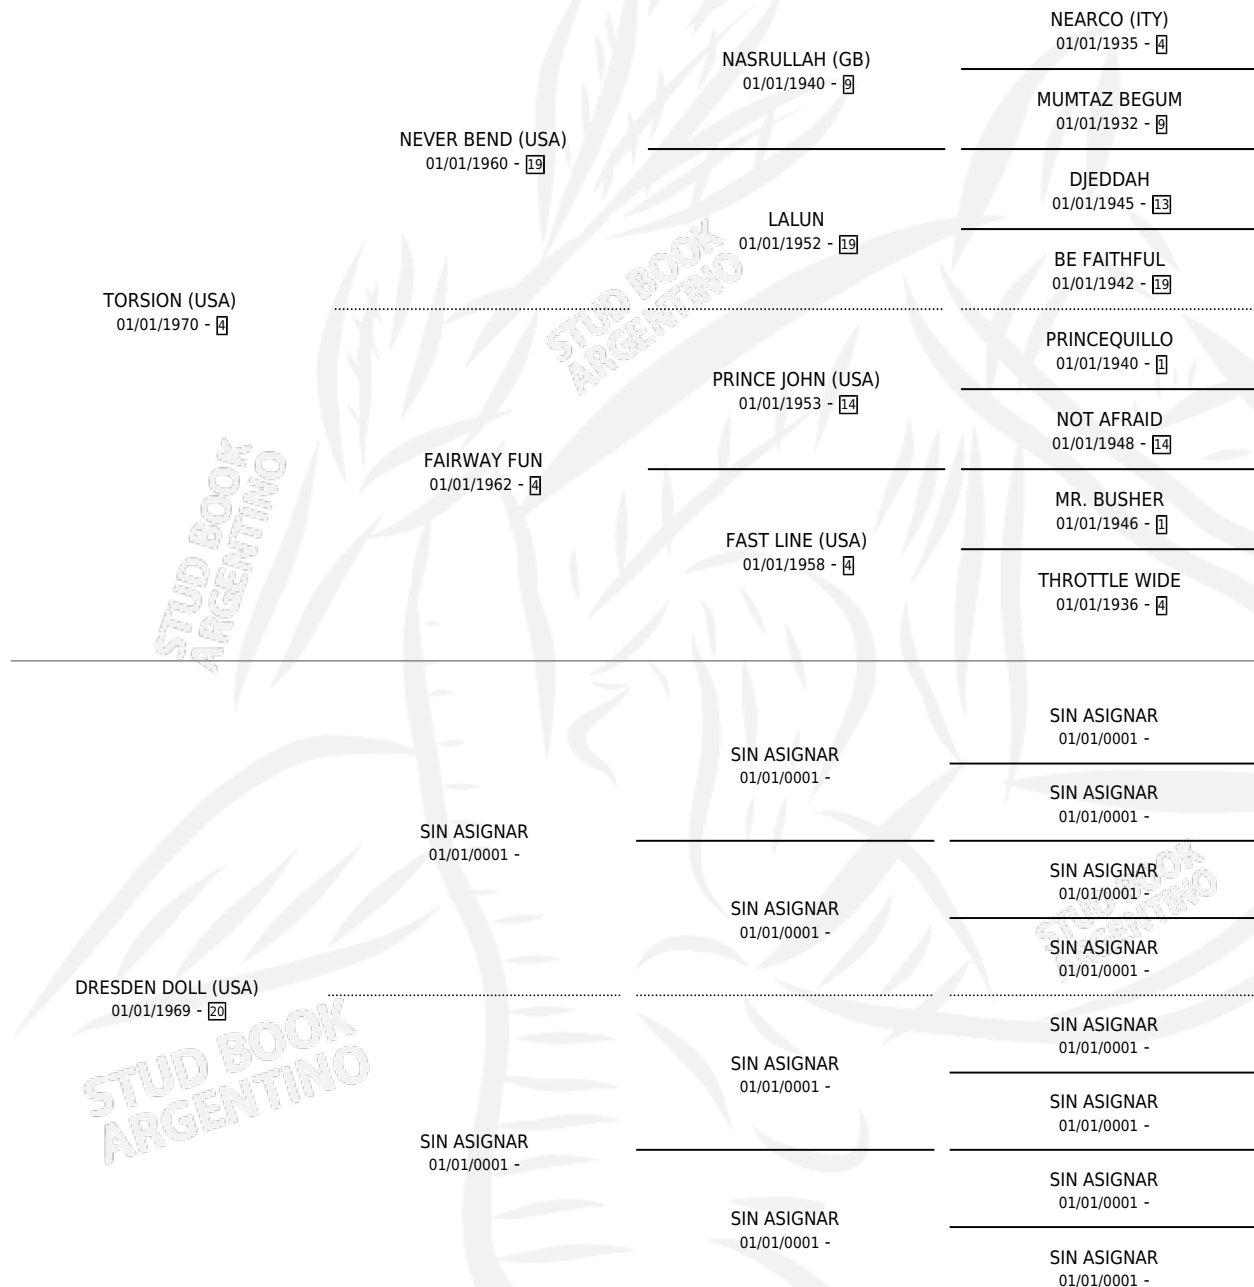 NEARCO (ITY)
01/01/1935 - 4
NASRULLAH (GB)
01/01/1940 - 9
MUMTAZ BEGUM
01/01/1932 - 9
NEVER BEND (USA)
01/01/1960 - 19
DJEDDAH
01/01/1945 - 13
LALUN
01/01/1952 - 19
BE FAITHFUL
01/01/1942 - 19
TORSION (USA)
01/01/1970 - 4
PRINCEQUILLO
01/01/1940 - 1
PRINCE JOHN (USA)
01/01/1953 - 14
NOT AFRAID
01/01/1948 - 14
FAIRWAY FUN
01/01/1962 - 4
MR. BUSHER
01/01/1946 - 1
FAST LINE (USA)
01/01/1958 - 4
THROTTLE WIDE
01/01/1936 - 4
SIN ASIGNAR
01/01/0001 -
SIN ASIGNAR
01/01/0001 -
SIN ASIGNAR
01/01/0001 -
SIN ASIGNAR
01/01/0001 -
SIN ASIGNAR
01/01/0001 -
SIN ASIGNAR
01/01/0001 -
SIN ASIGNAR
01/01/0001 -
DRESDEN DOLL (USA)
01/01/1969 - 20
SIN ASIGNAR
01/01/0001 -
SIN ASIGNAR
01/01/0001 -
SIN ASIGNAR
01/01/0001 -
SIN ASIGNAR
01/01/0001 -
SIN ASIGNAR
01/01/0001 -
SIN ASIGNAR
01/01/0001 -
SIN ASIGNAR
01/01/0001 -
STUD BOOK
ARGENTINO
STUD BOOK
ARGENTINO
STUD BOOK
ARGENTINO
STUD BOOK
ARGENTINO